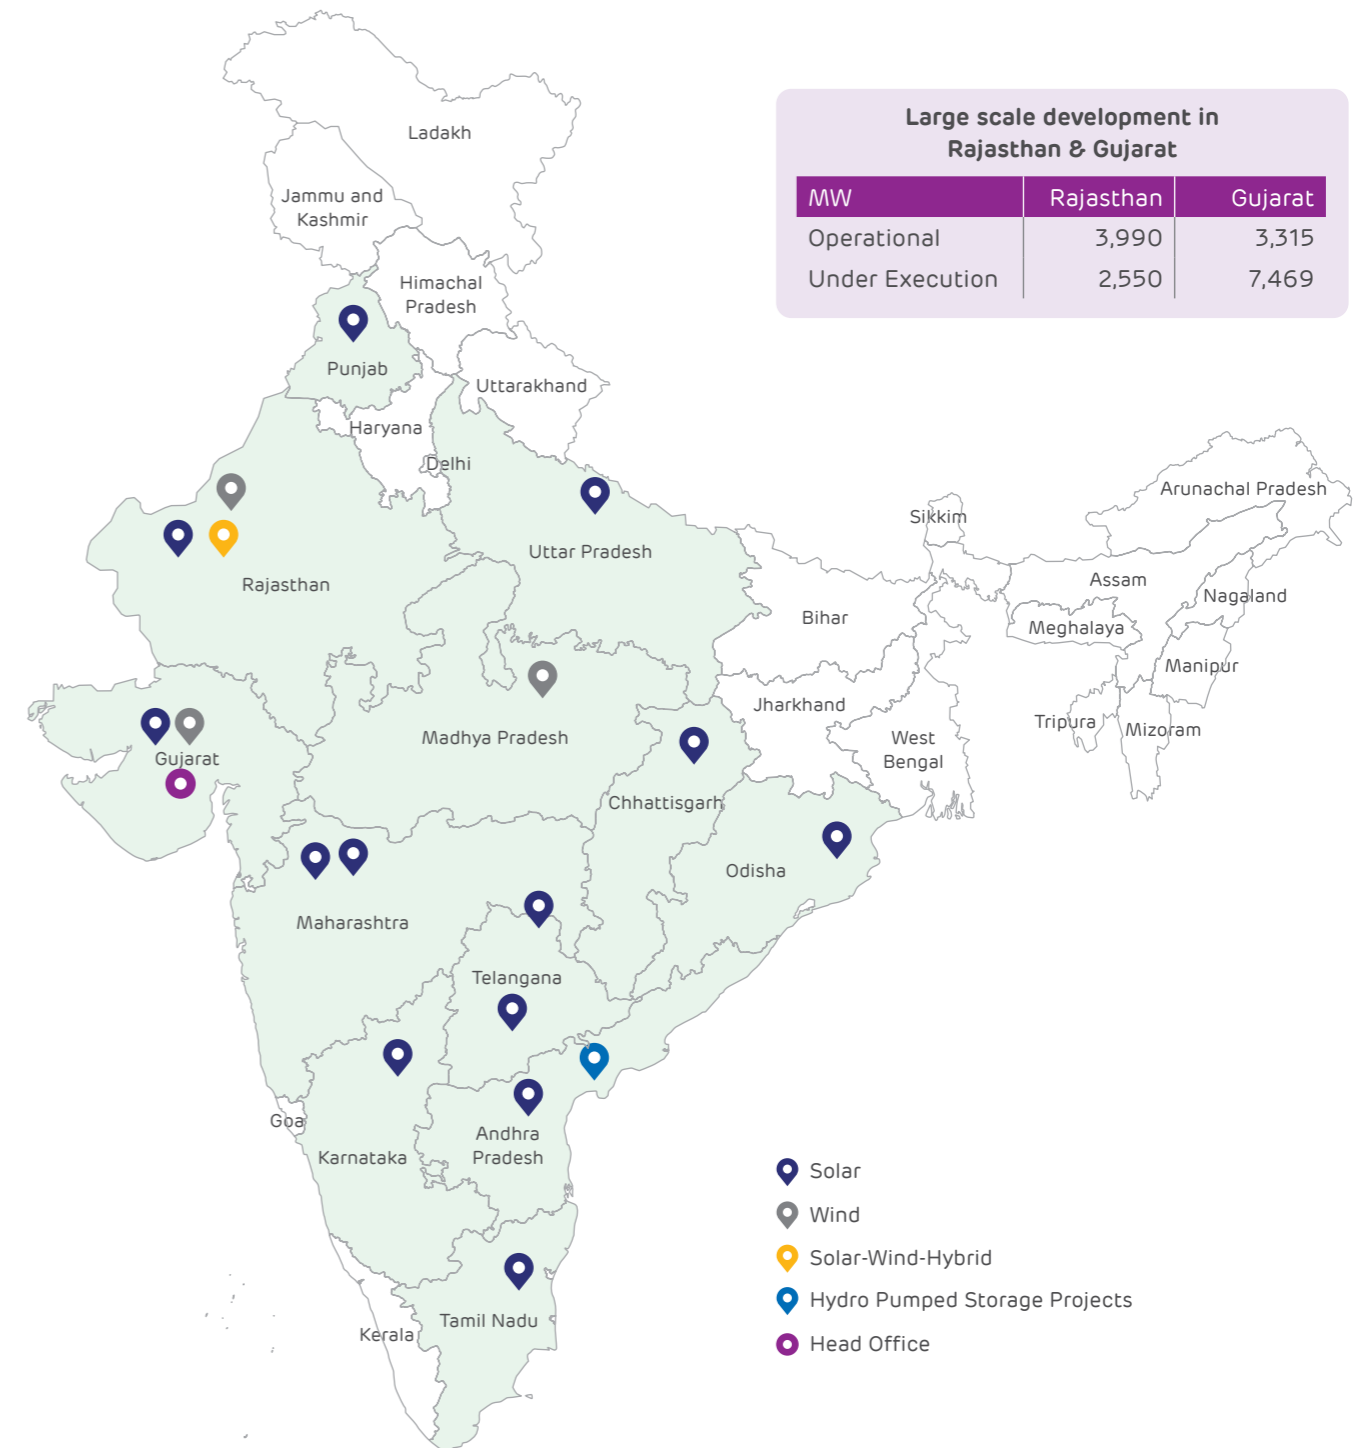 Ladakh
Large scale development in
Rajasthan & Gujarat
MW Rajasthan Gujarat
Operational 3,990 3,315
Under Execution 2,550 7,469
Jammu and
Kashmir
Himachal
Pradesh
Punjab
Uttarakhand
Haryana
Delhi
Arunachal Pradesh
Sikkim
Uttar Pradesh
Rajasthan
Assam
Nagaland
Bihar
Meghalaya
Manipur
Jharkhand
Tripura
Mizoram
West
Bengal
Madhya Pradesh
Gujarat
Chhattisgarh
Odisha
Maharashtra
Telangana
Goa
Karnataka
Andhra
Pradesh
Tamil Nadu
Kerala
Solar
Wind
Solar-Wind-Hybrid
Hydro Pumped Storage Projects
Head Office